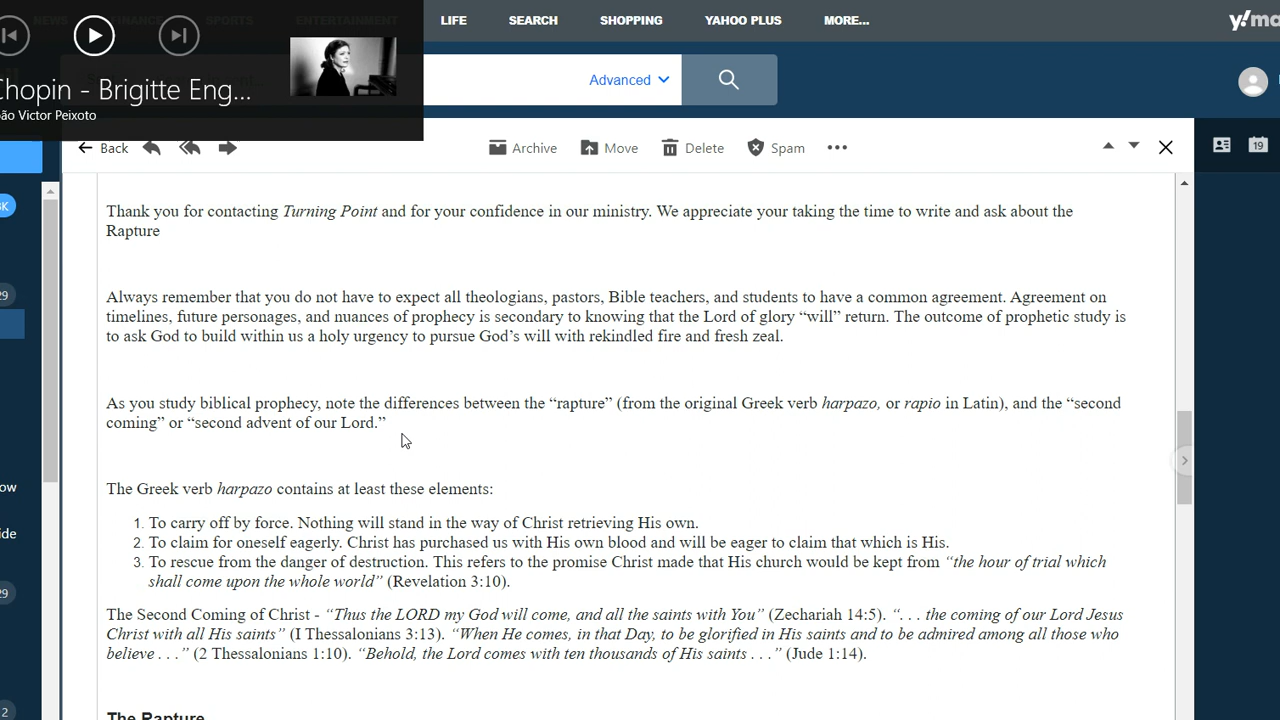 NEWS FINANCE SPORTS ENTERTAINMENT LIFE SEARCH SHOPPING YAHOO PLUS MORE...
Chopin - Brigitte Eng...
ão Victor Peixoto
Advanced
Back Archive Move Delete Spam
19
K
29
ow
ide
29
2
Thank you for contacting Turning Point and for your confidence in our ministry. We appreciate your taking the time to write and ask about the
Rapture
Always remember that you do not have to expect all theologians, pastors, Bible teachers, and students to have a common agreement. Agreement on
timelines, future personages, and nuances of prophecy is secondary to knowing that the Lord of glory “will” return. The outcome of prophetic study is
to ask God to build within us a holy urgency to pursue God’s will with rekindled fire and fresh zeal.
As you study biblical prophecy, note the differences between the “rapture” (from the original Greek verb harpazo, or rapio in Latin), and the “second
coming” or “second advent of our Lord.”
The Greek verb harpazo contains at least these elements:
1. To carry off by force. Nothing will stand in the way of Christ retrieving His own.
2. To claim for oneself eagerly. Christ has purchased us with His own blood and will be eager to claim that which is His.
3. To rescue from the danger of destruction. This refers to the promise Christ made that His church would be kept from “the hour of trial which
shall come upon the whole world” (Revelation 3:10).
The Second Coming of Christ - “Thus the LORD my God will come, and all the saints with You” (Zechariah 14:5). “. . . the coming of our Lord Jesus
Christ with all His saints” (I Thessalonians 3:13). “When He comes, in that Day, to be glorified in His saints and to be admired among all those who
believe . . .” (2 Thessalonians 1:10). “Behold, the Lord comes with ten thousands of His saints . . .” (Jude 1:14).
The Rapture